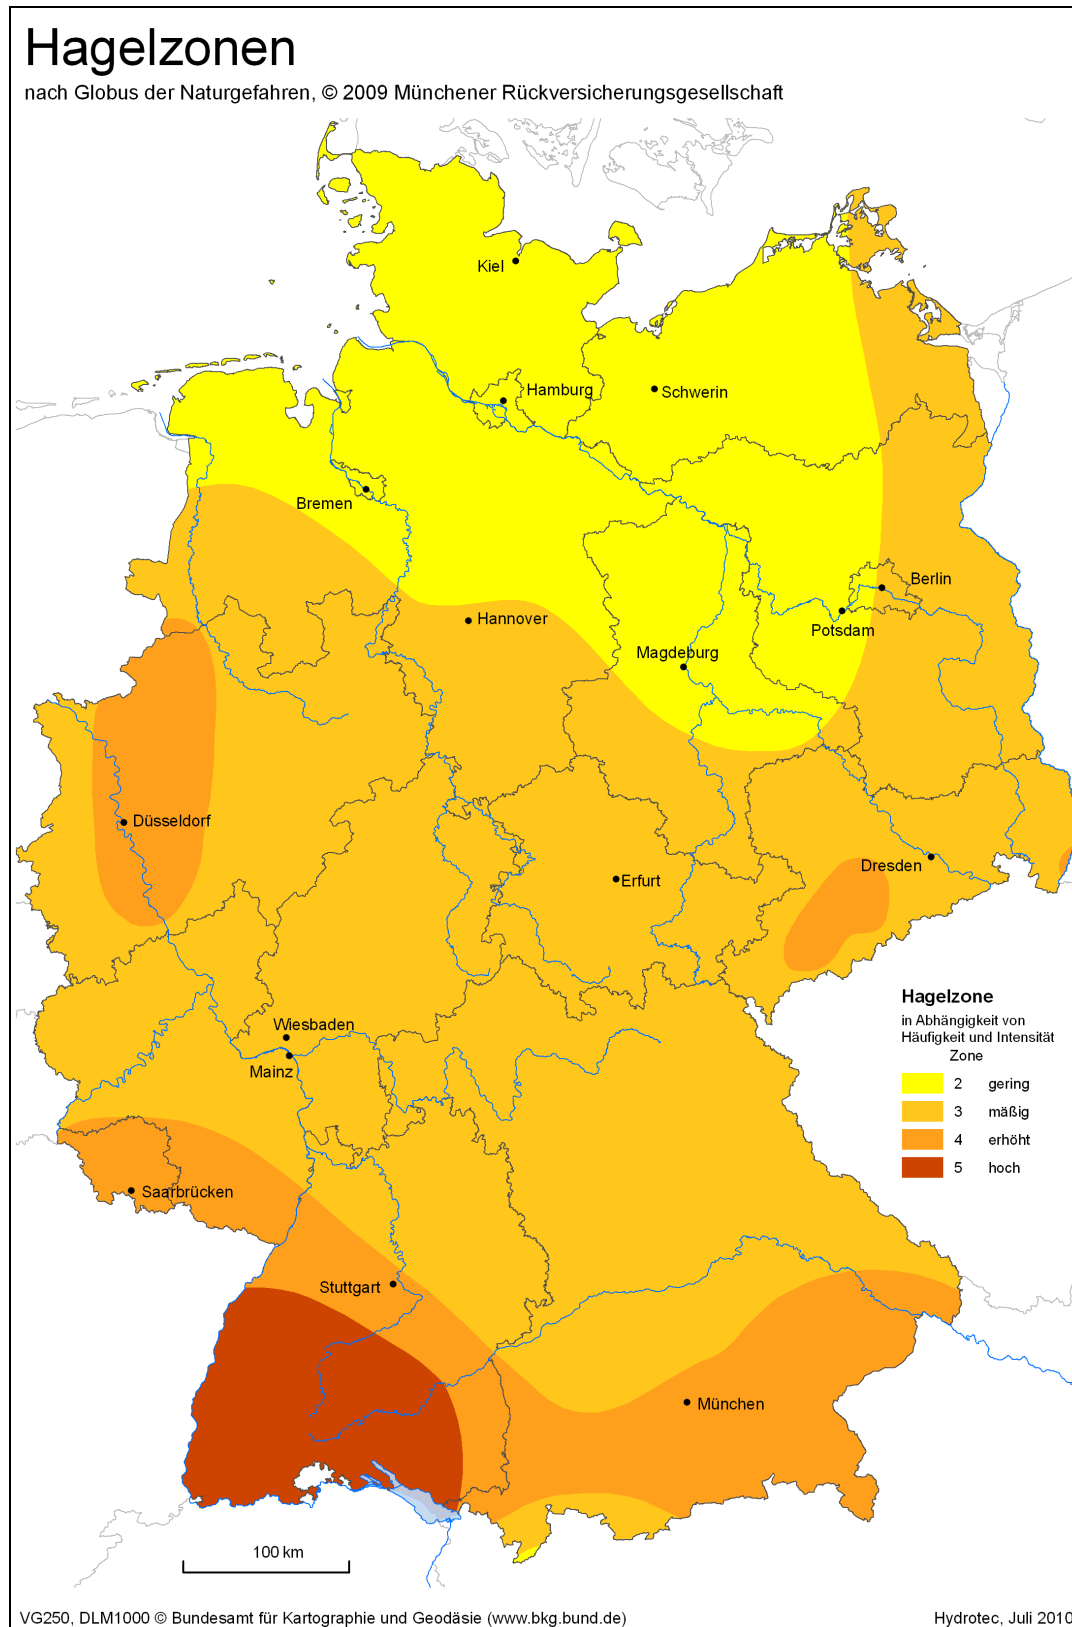 Hagelzonen
nach Globus der Naturgefahren, © 2009 Münchener Rückversicherungsgesellschaft
Kiel
Hamburg
Schwerin
Bremen
Berlin
Hannover
Potsdam
Magdeburg
Düsseldorf
Dresden
Erfurt
Wiesbaden
Mainz
Saarbrücken
Stuttgart
München
Hagelzone
in Abhängigkeit von
Häufigkeit und Intensität
Zone
2 gering
3 mäßig
4 erhöht
5 hoch
100 km
VG250, DLM1000 © Bundesamt für Kartographie und Geodäsie (www.bkg.bund.de)
Hydrotec, Juli 2010